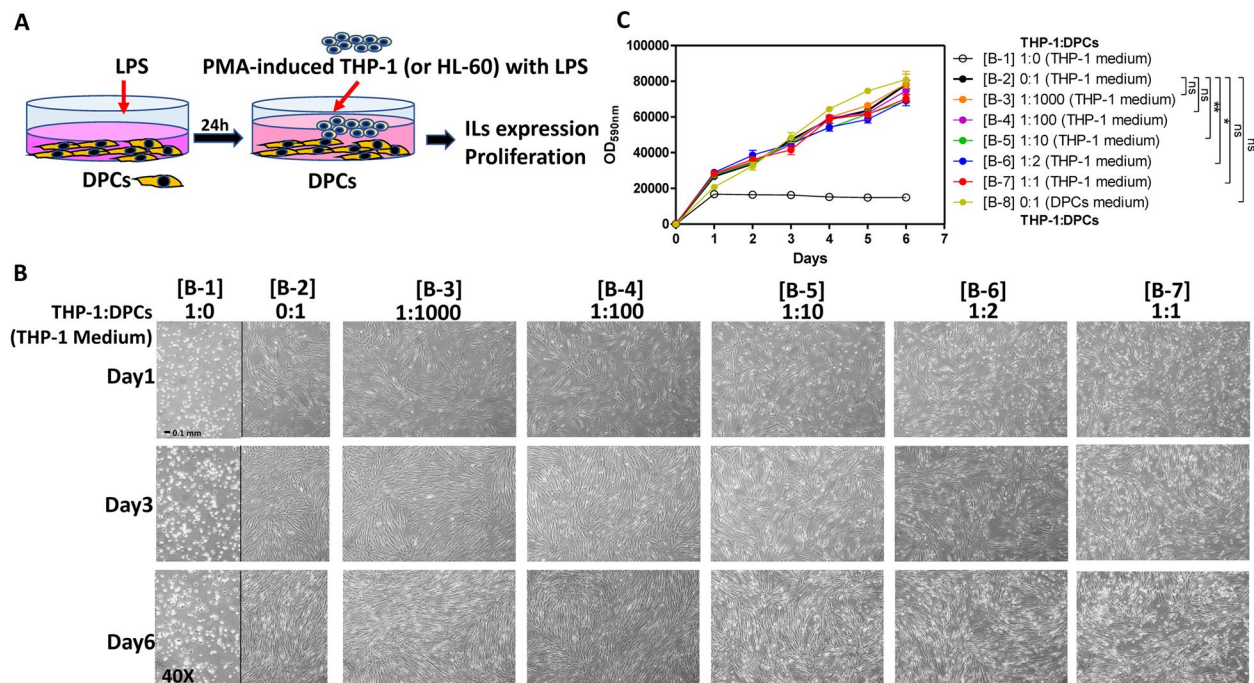 A
LPS
PMA-induced THP-1 (or HL-60) with LPS
24h
ILs expression
Proliferation
DPCs
DPCs
C
100000
80000
60000
40000
20000
0
OD590nm
0 1 2 3 4 5 6 7
Days
THP-1:DPCs
[B-1] 1:0 (THP-1 medium)
[B-2] 0:1 (THP-1 medium)
[B-3] 1:1000 (THP-1 medium)
[B-4] 1:100 (THP-1 medium)
[B-5] 1:10 (THP-1 medium)
[B-6] 1:2 (THP-1 medium)
[B-7] 1:1 (THP-1 medium)
[B-8] 0:1 (DPCs medium)
THP-1:DPCs
ns
ns
ns
**
*
ns
B
[B-1] [B-2] [B-3] [B-4] [B-5] [B-6] [B-7]
THP-1:DPCs 1:0 0:1 1:1000 1:100 1:10 1:2 1:1
(THP-1 Medium)
Day1
0.1 mm
Day3
Day6
40X